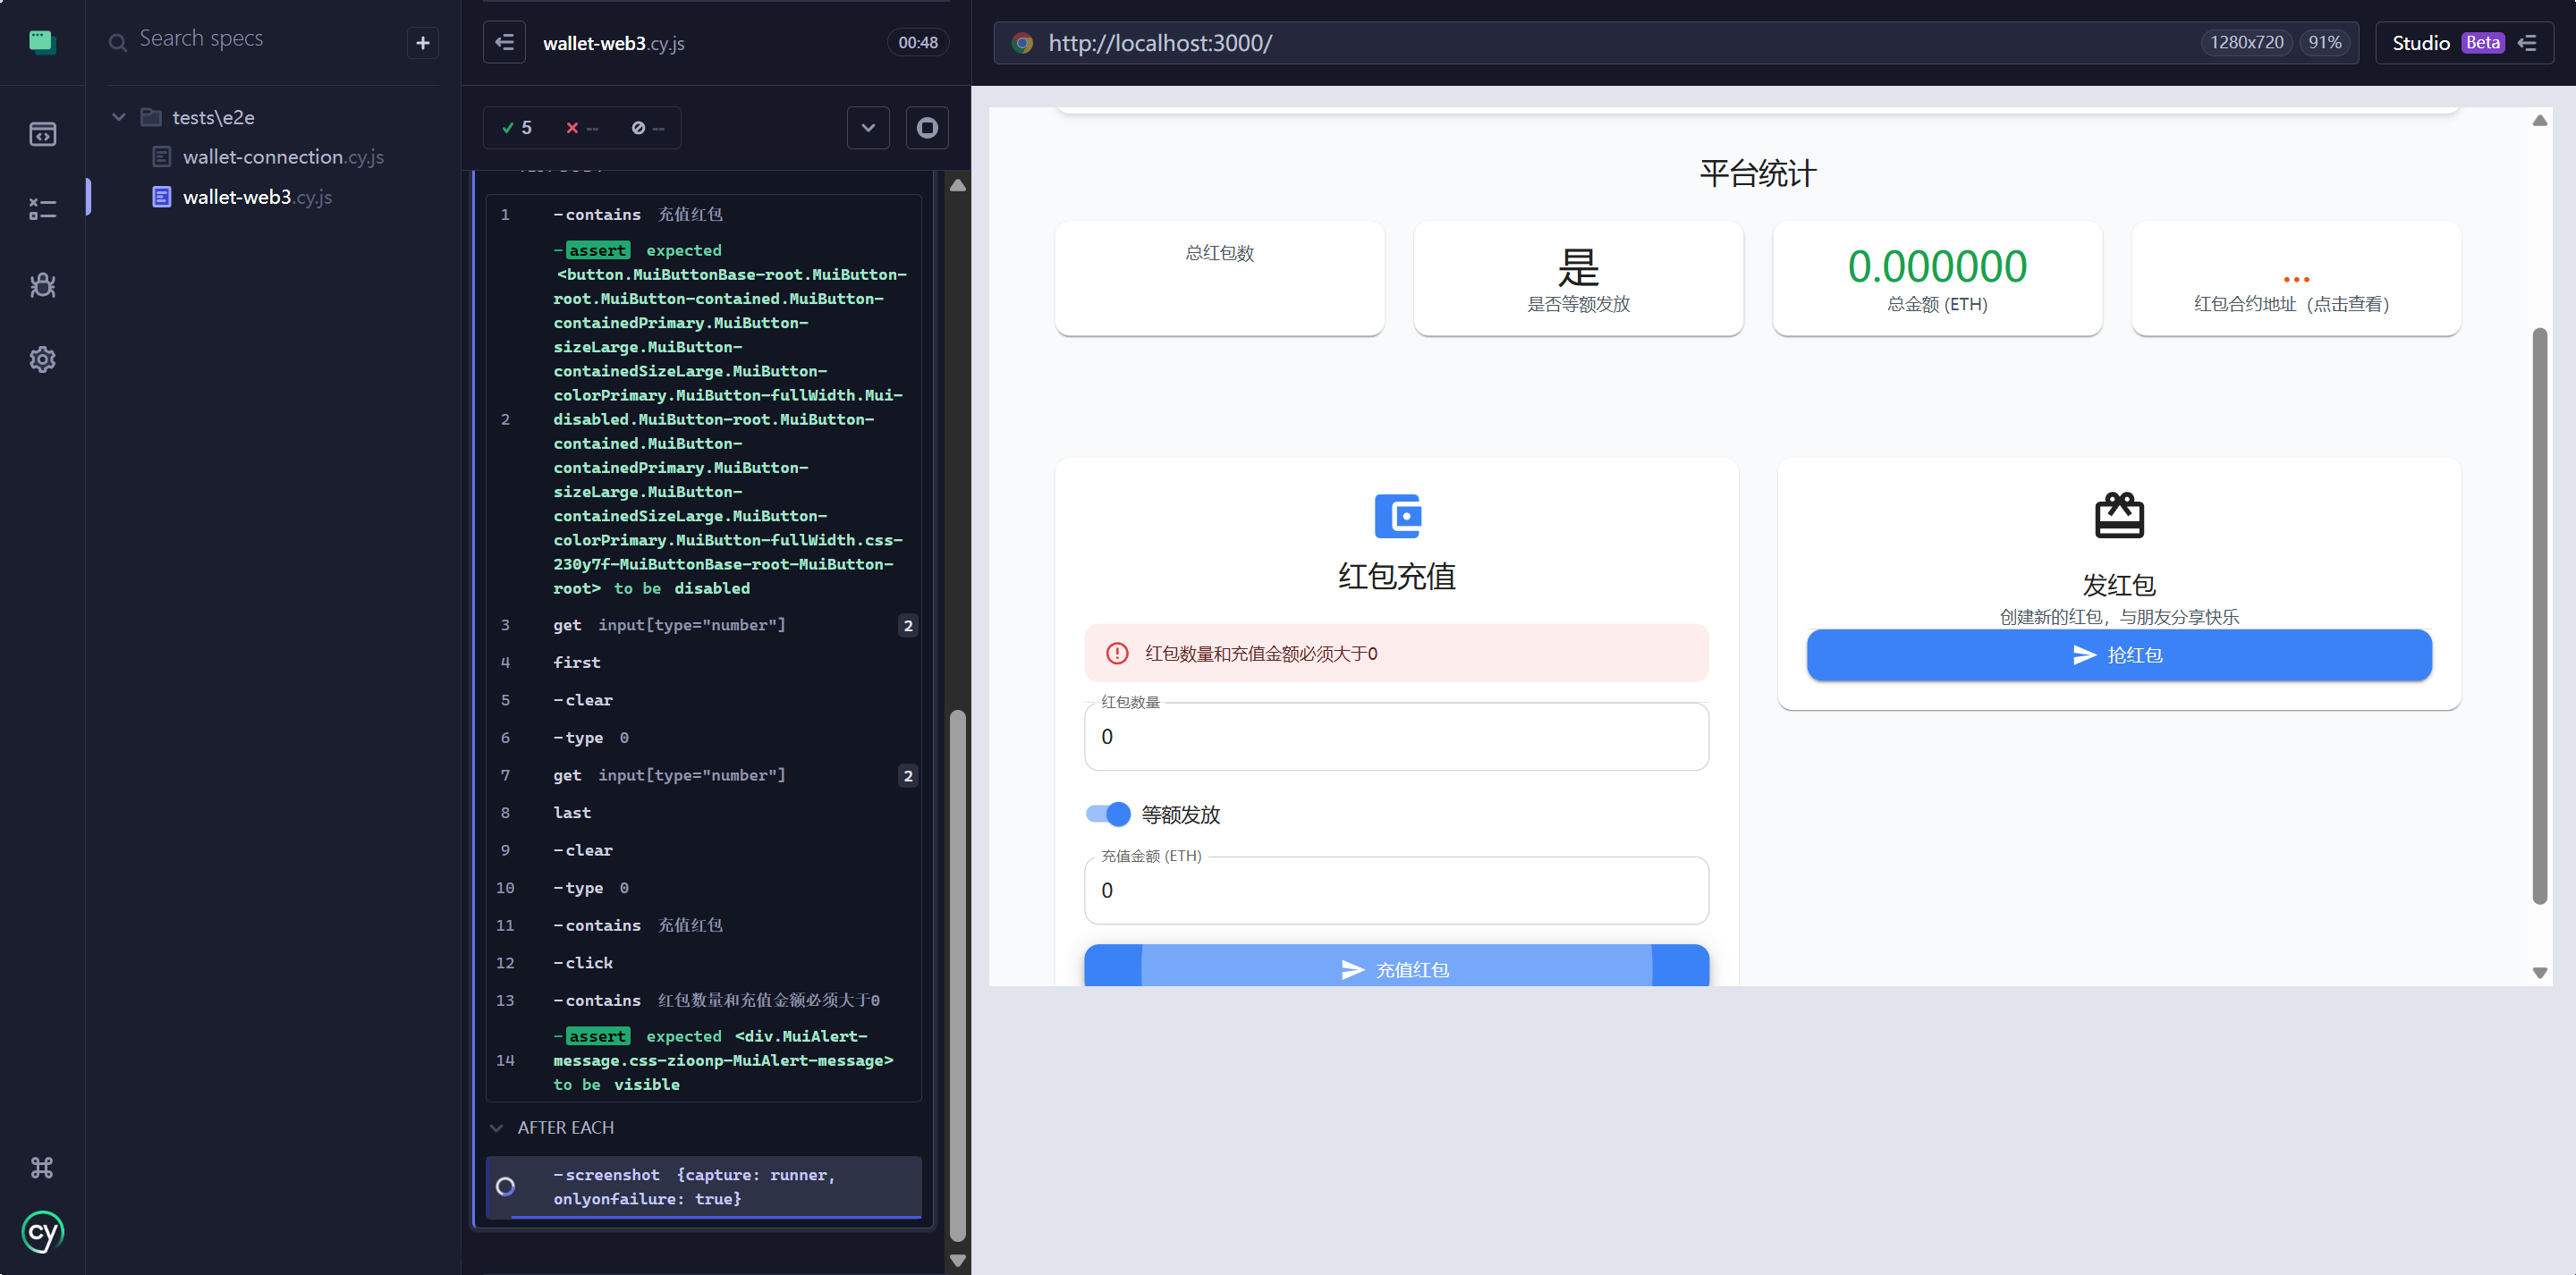 Search specs
tests\e2e
wallet-connection.cy.js
wallet-web3.cy.js
wallet-web3.cy.js
00:48
5
--
--
1 -contains 充值红包
-assert expected
<button.MuiButtonBase-root.MuiButton-
root.MuiButton-contained.MuiButton-
containedPrimary.MuiButton-
sizeLarge.MuiButton-
containedSizeLarge.MuiButton-
colorPrimary.MuiButton-fullWidth.Mui-
2 disabled.MuiButton-root.MuiButton-
contained.MuiButton-
containedPrimary.MuiButton-
sizeLarge.MuiButton-
containedSizeLarge.MuiButton-
colorPrimary.MuiButton-fullWidth.css-
230y7f-MuiButtonBase-root-MuiButton-
root> to be disabled
3 get input[type="number"] 2
4 first
5 -clear
6 -type 0
7 get input[type="number"] 2
8 last
9 -clear
10 -type 0
11 -contains 充值红包
12 -click
13 -contains 红包数量和充值金额必须大于0
-assert expected <div.MuiAlert-
14 message.css-zioonp-MuiAlert-message>
to be visible
AFTER EACH
-screenshot {capture: runner,
onlyonfailure: true}
cy
http://localhost:3000/
1280x720
91%
Studio Beta
平台统计
总红包数
是
是否等额发放
0.000000
总金额 (ETH)
...
红包合约地址（点击查看）
红包充值
红包数量和充值金额必须大于0
红包数量
0
等额发放
充值金额 (ETH)
0
充值红包
发红包
创建新的红包，与朋友分享快乐
抢红包